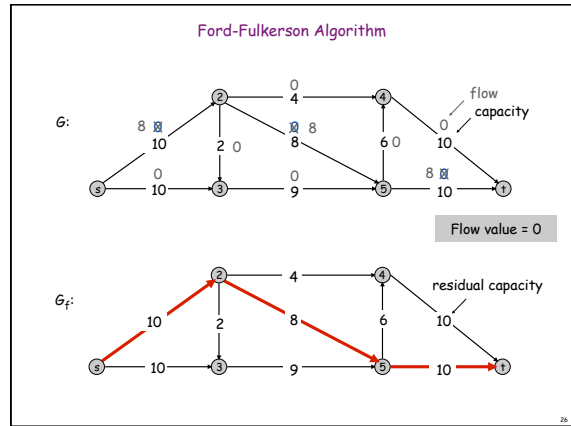 Ford-Fulkerson Algorithm
0
2 4 4 flow
capacity
G: 8 0 0 8 0
10 2 0 8 6 0 10
0 0 8 0
s 10 3 9 5 10 t
Flow value = 0
2 4 4
residual capacity
Gf:
10 2 8 6 10
s 10 3 9 5 10 t
26